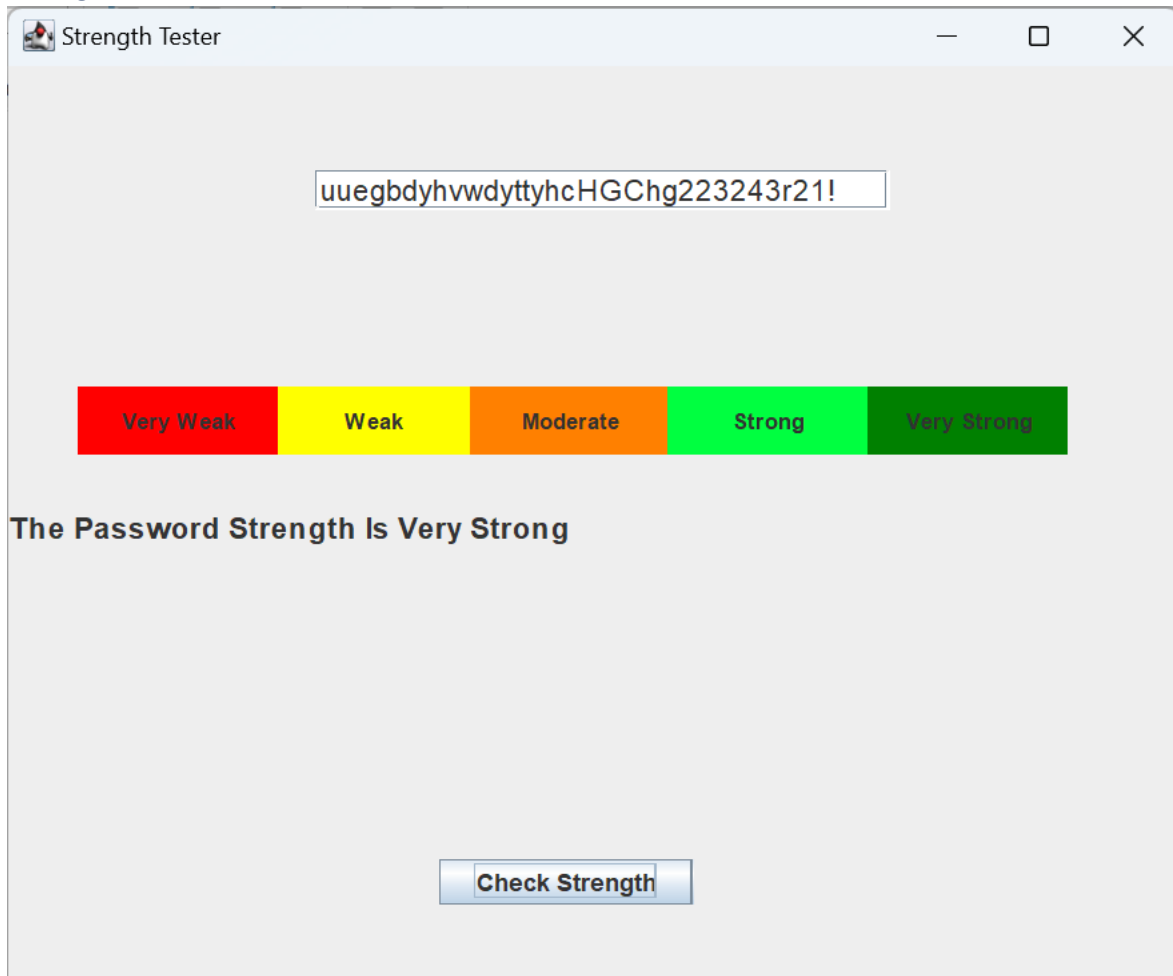 Strength Tester
uuegbdyhvwdyttyhcHGChg223243r21!
Very Weak Weak Moderate Strong Very Strong
The Password Strength Is Very Strong
Check Strength